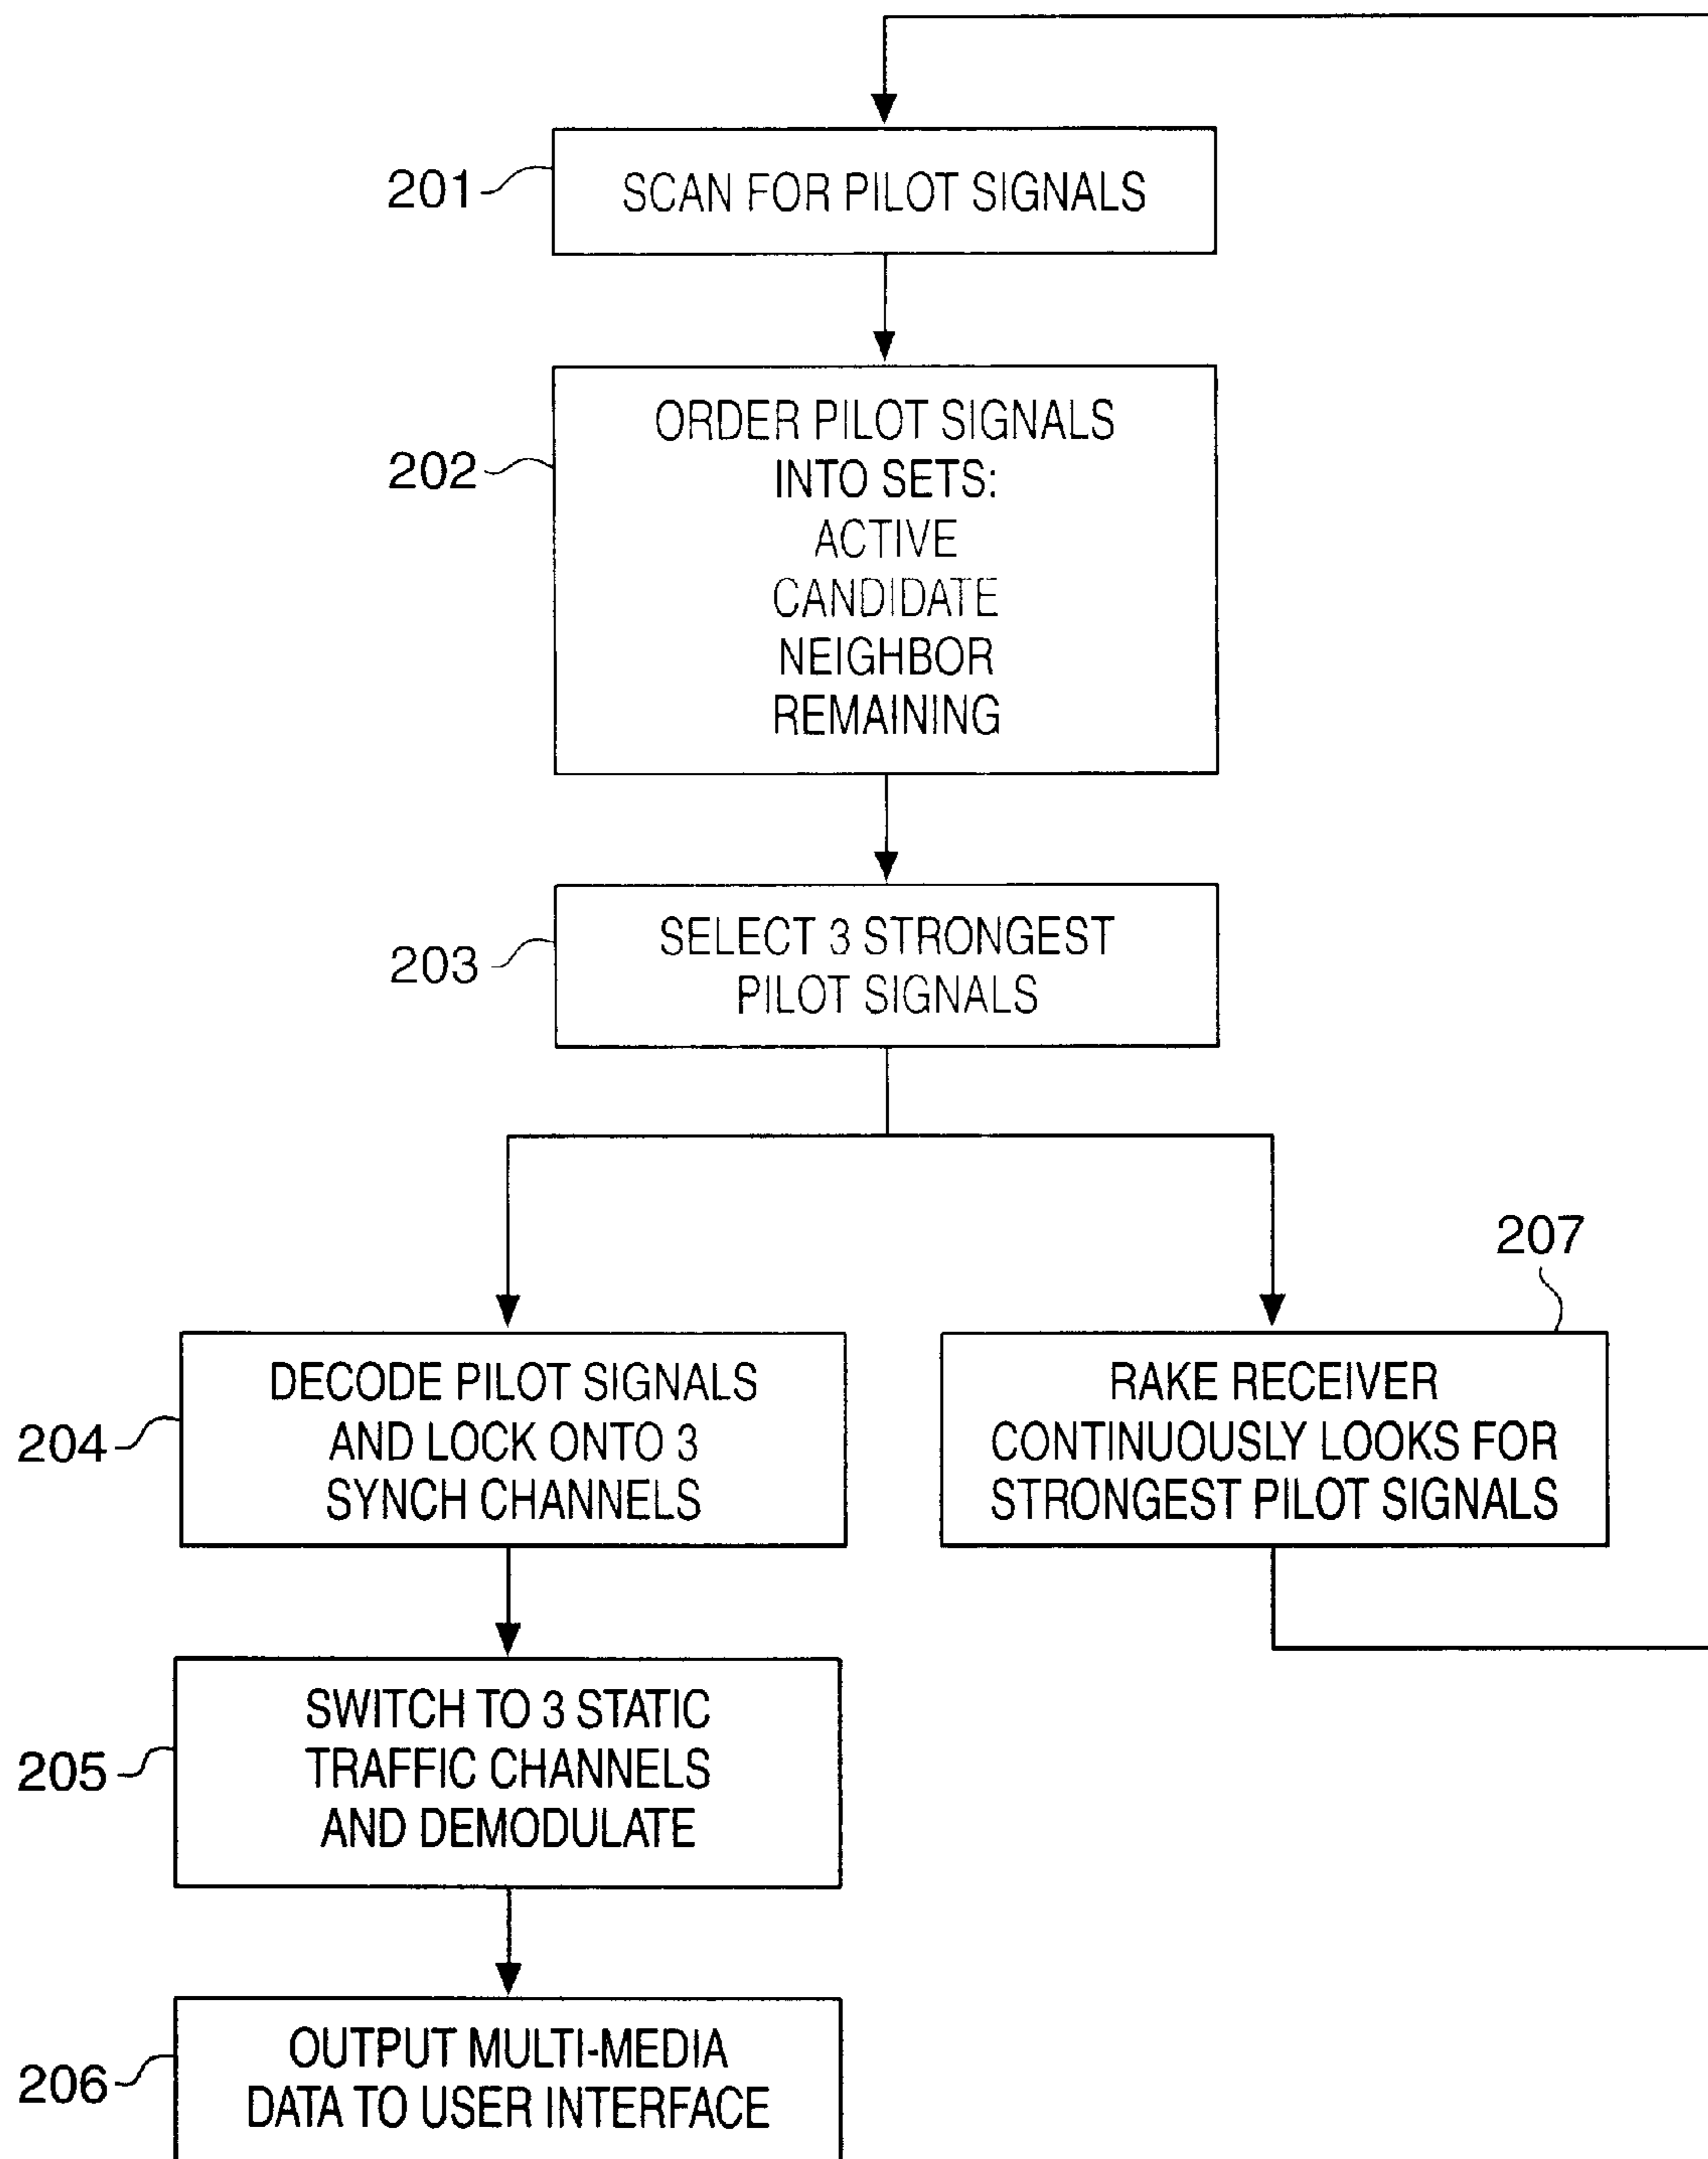 201
SCAN FOR PILOT SIGNALS
202
ORDER PILOT SIGNALS
INTO SETS:
ACTIVE
CANDIDATE
NEIGHBOR
REMAINING
203
SELECT 3 STRONGEST
PILOT SIGNALS
204
DECODE PILOT SIGNALS
AND LOCK ONTO 3
SYNCH CHANNELS
207
RAKE RECEIVER
CONTINUOUSLY LOOKS FOR
STRONGEST PILOT SIGNALS
205
SWITCH TO 3 STATIC
TRAFFIC CHANNELS
AND DEMODULATE
206
OUTPUT MULTI-MEDIA
DATA TO USER INTERFACE